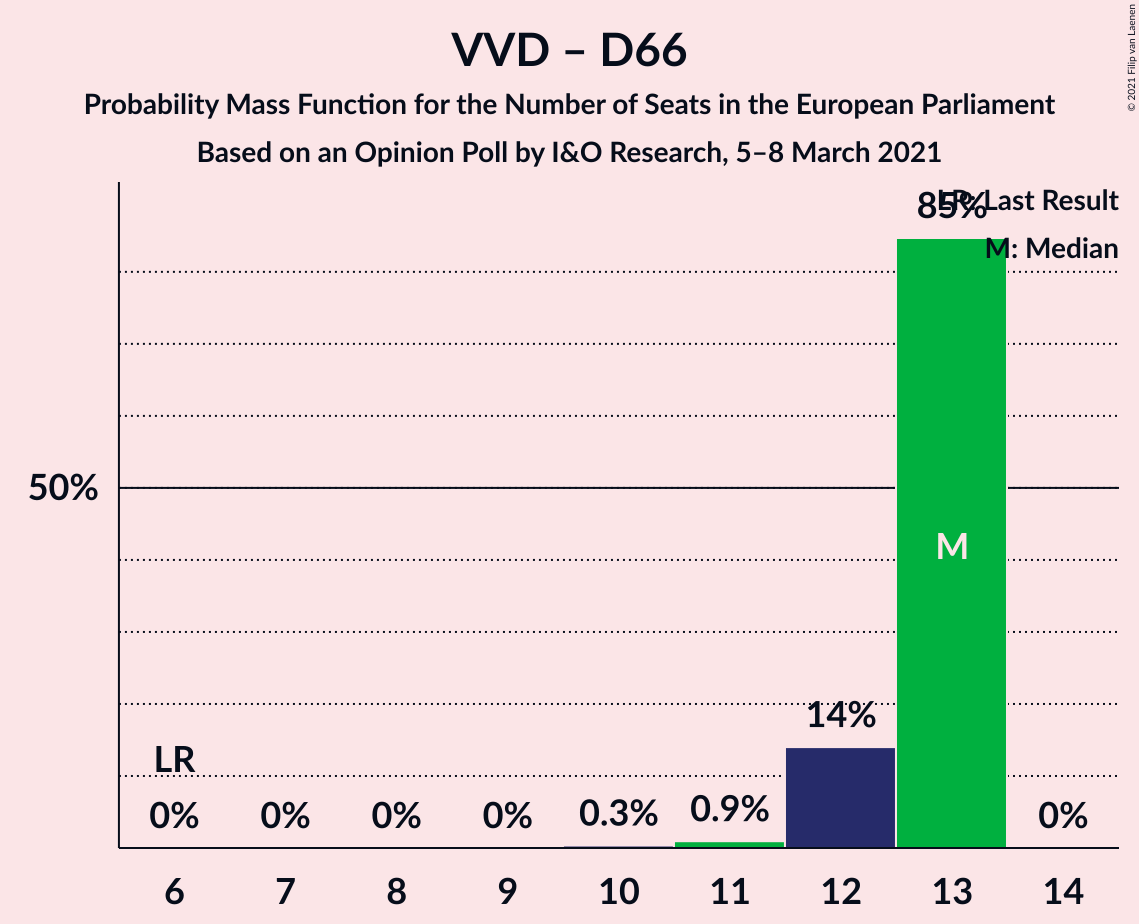 VVD – D66
Probability Mass Function for the Number of Seats in the European Parliament
Based on an Opinion Poll by I&O Research, 5–8 March 2021
© 2021 Filip van Laenen
LR: Last Result
M: Median
85%
50%
M
14%
LR
0%
0%
0%
0%
0.3%
0.9%
0%
6
7
8
9
10
11
12
13
14